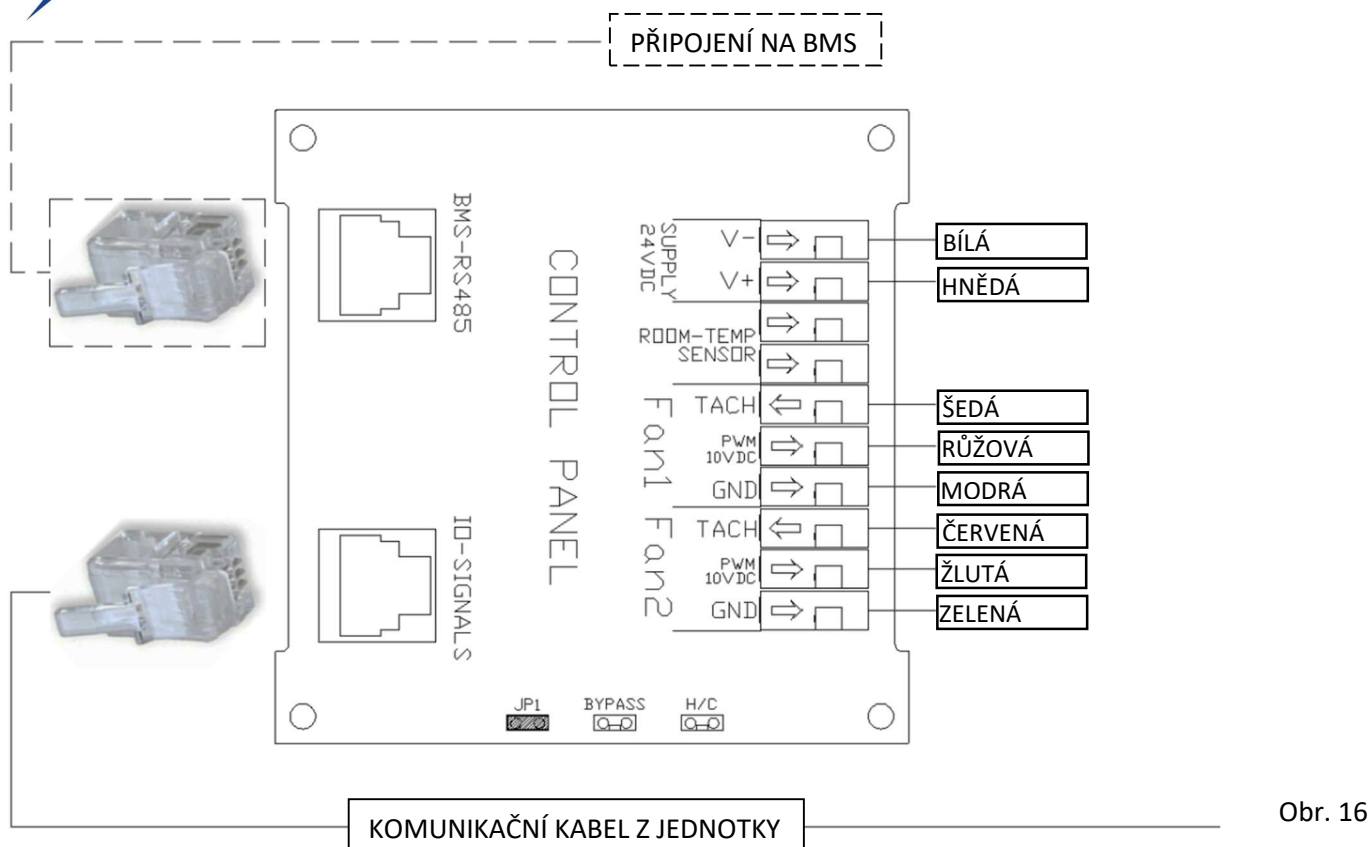 PŘIPOJENÍ NA BMS
BMS-RS485
CONTROL PANEL
IO-SIGNALS
SUPPLY
24VDC
V-
V+
ROOM-TEMP
SENSOR
Fan1
TACH
PWM
10VDC
GND
Fan2
TACH
PWM
10VDC
GND
BÍLÁ
HNĚDÁ
ŠEDÁ
RŮŽOVÁ
MODRÁ
ČERVENÁ
ŽLUTÁ
ZELENÁ
JP1 BYPASS H/C
KOMUNIKAČNÍ KABEL Z JEDNOTKY
Obr. 16